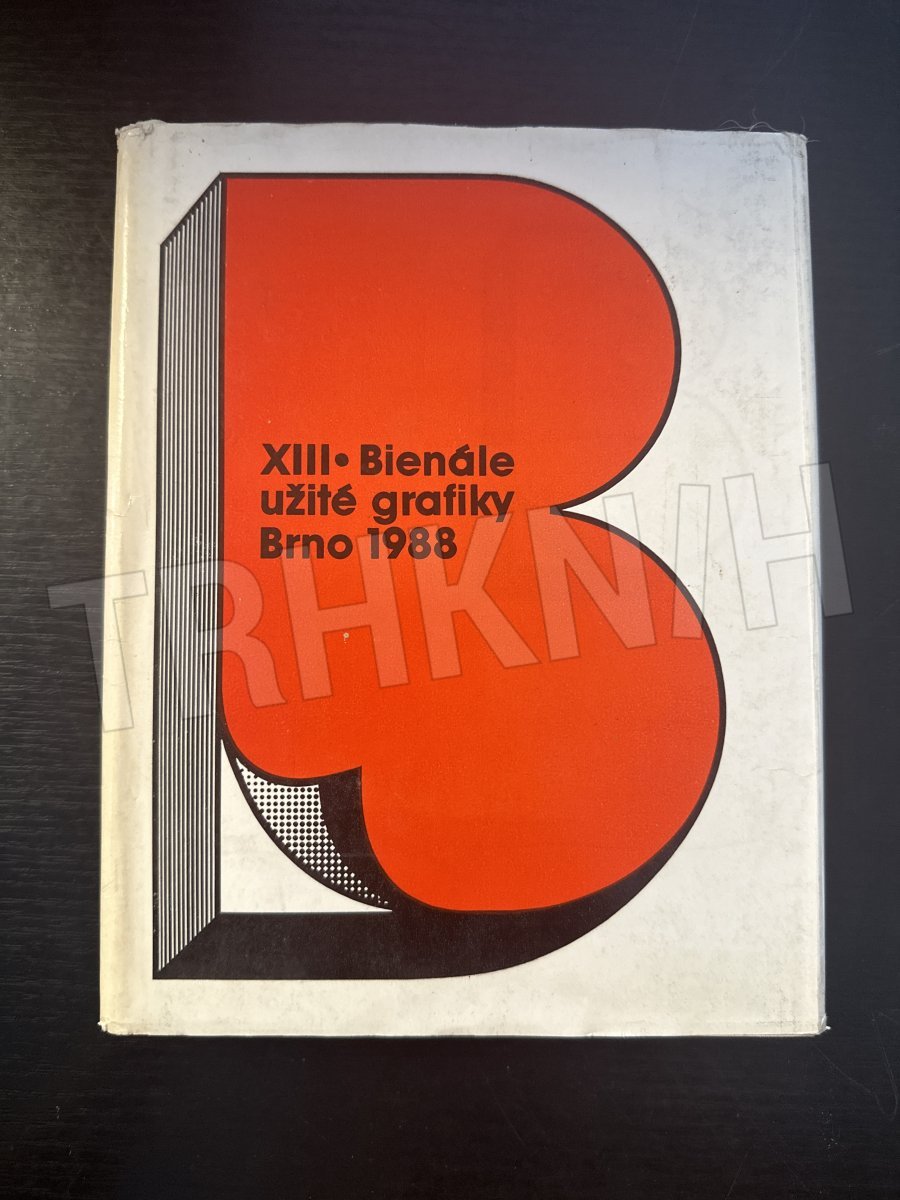 XIII• Bienále
užité grafiky
Brno 1988
TRHKNIH